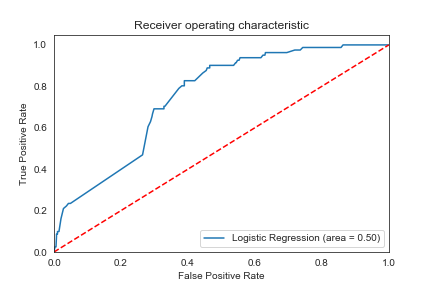 Receiver operating characteristic
1.0
0.8
0.6
0.4
0.2
0.0
True Positive Rate
Logistic Regression (area = 0.50)
0.0 0.2 0.4 0.6 0.8 1.0
False Positive Rate